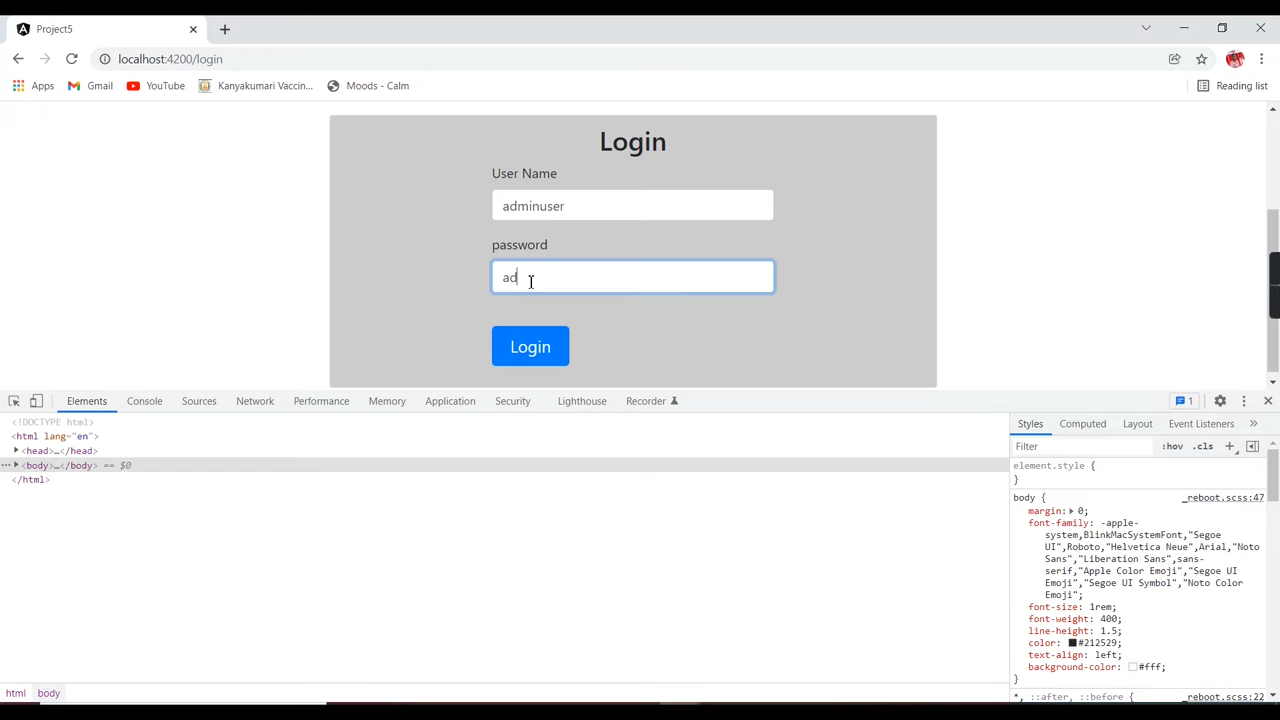 Project5
localhost:4200/login
Apps Gmail YouTube Kanyakumari Vaccin... Moods - Calm Reading list
Login
User Name
adminuser
password
ad
Login
Elements Console Sources Network Performance Memory Application Security Lighthouse Recorder 1
<!DOCTYPE html>
<html lang="en">
<head>…</head>
<body>…</body> == $0
</html>
html body
Styles Computed Layout Event Listeners
Filter :hov .cls
element.style {
}
body { _reboot.scss:47
margin: 0;
font-family: -apple-
system,BlinkMacSystemFont,"Segoe
UI",Roboto,"Helvetica Neue",Arial,"Noto
Sans","Liberation Sans",sans-
serif,"Apple Color Emoji","Segoe UI
Emoji","Segoe UI Symbol","Noto Color
Emoji";
font-size: 1rem;
font-weight: 400;
line-height: 1.5;
color: #212529;
text-align: left;
background-color: #fff;
}
*, ::after, ::before { _reboot.scss:22